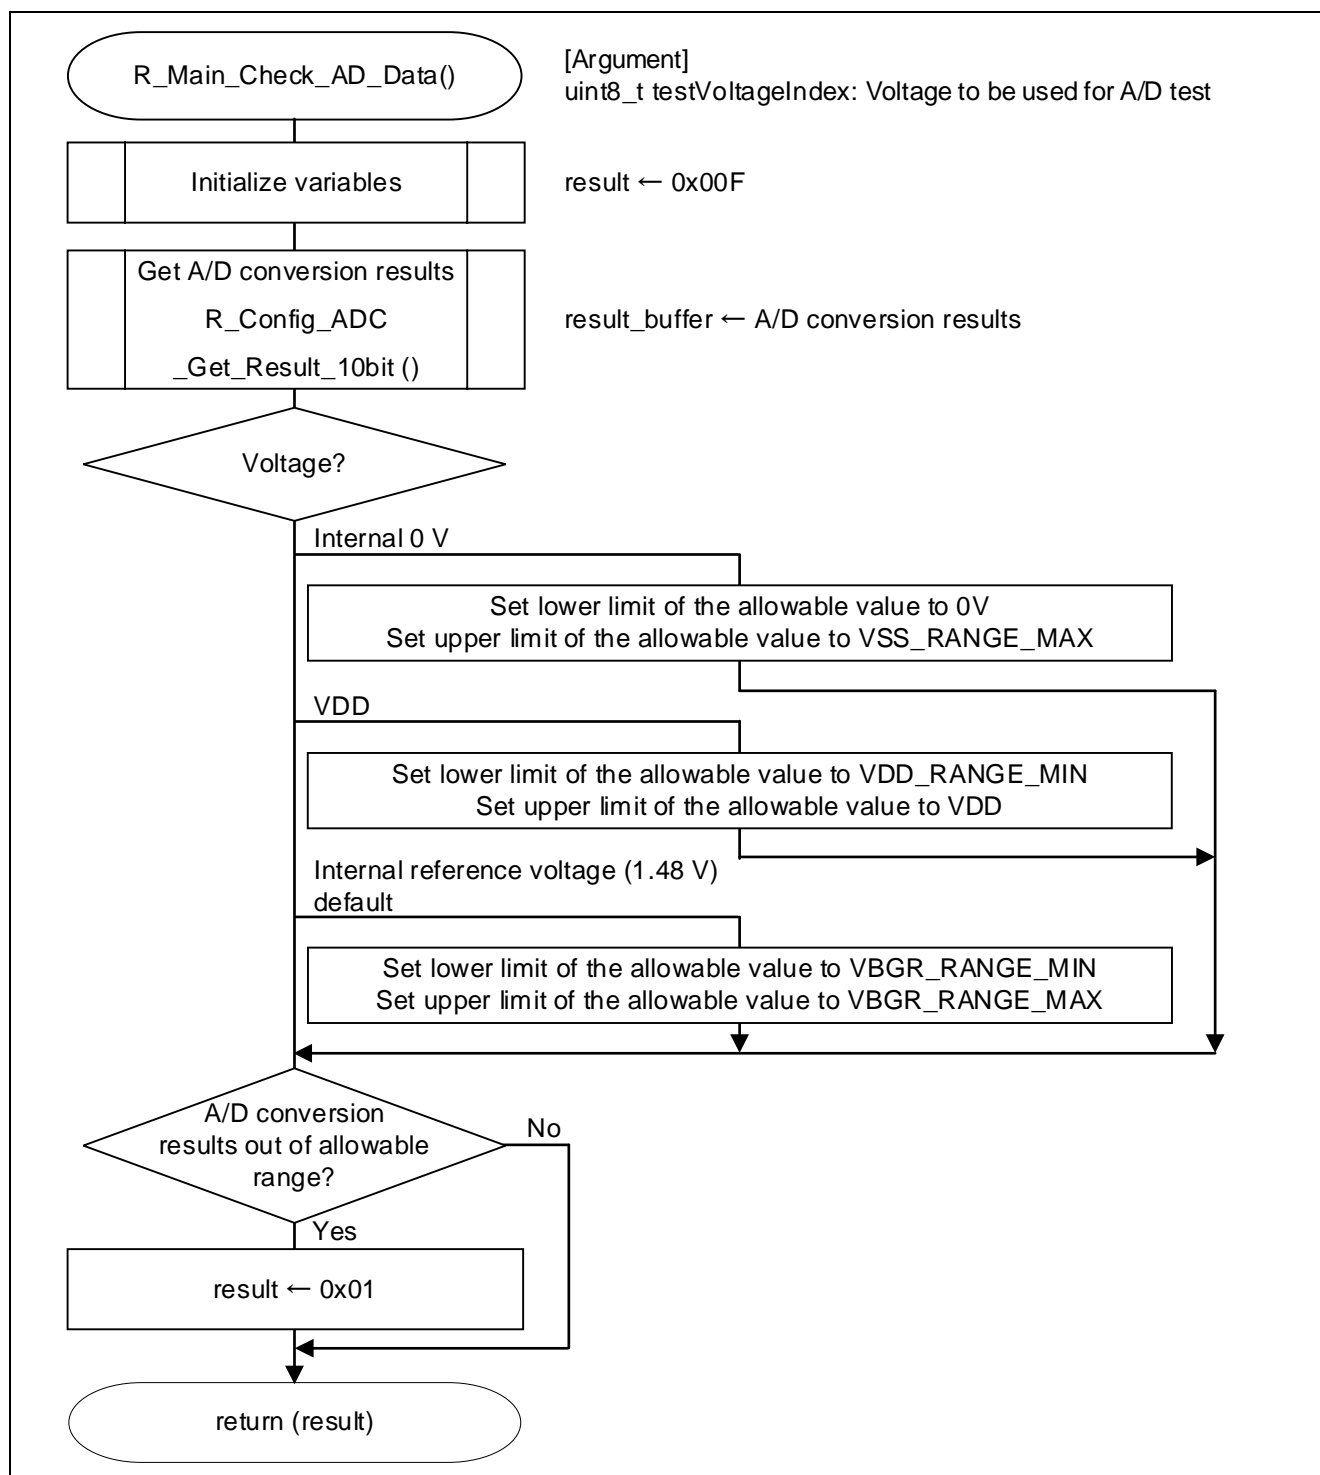 R_Main_Check_AD_Data()
[Argument]
uint8_t testVoltageIndex: Voltage to be used for A/D test
Initialize variables
result ← 0x00F
Get A/D conversion results
R_Config_ADC
_Get_Result_10bit ()
result_buffer ← A/D conversion results
Voltage?
Internal 0 V
Set lower limit of the allowable value to 0V
Set upper limit of the allowable value to VSS_RANGE_MAX
VDD
Set lower limit of the allowable value to VDD_RANGE_MIN
Set upper limit of the allowable value to VDD
Internal reference voltage (1.48 V)
default
Set lower limit of the allowable value to VBGR_RANGE_MIN
Set upper limit of the allowable value to VBGR_RANGE_MAX
A/D conversion
results out of allowable
range?
No
Yes
result ← 0x01
return (result)